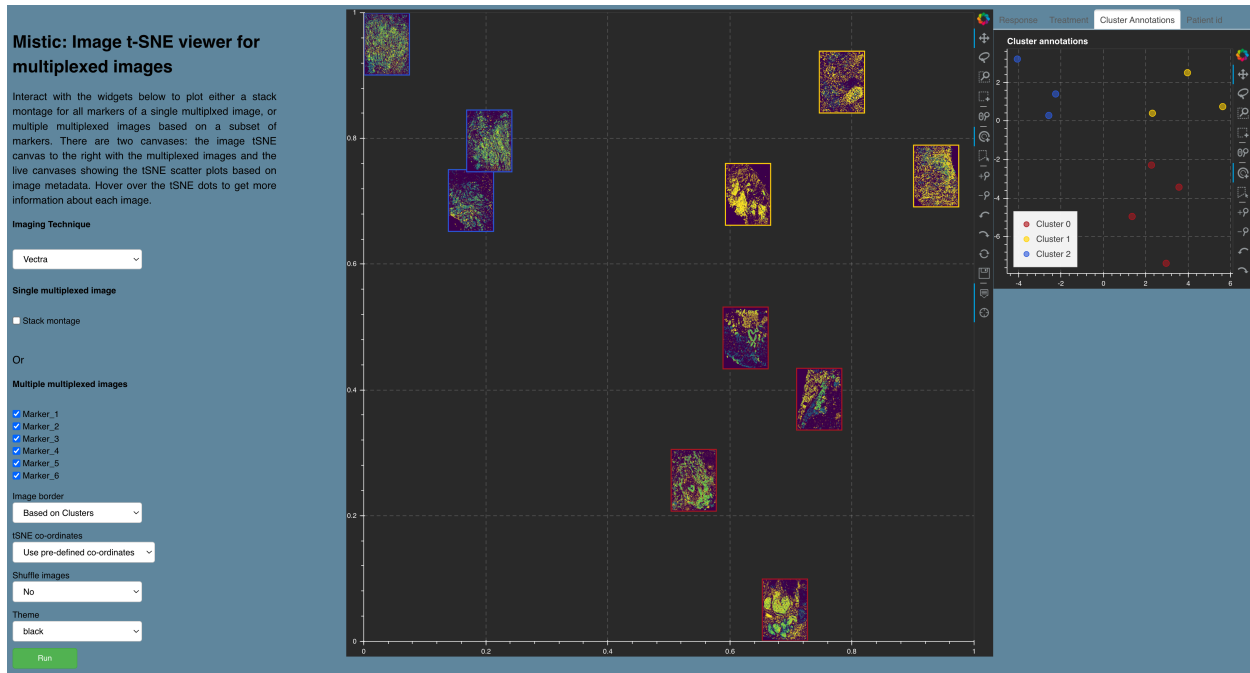 Mistic: Image t-SNE viewer for
multiplexed images
Interact with the widgets below to plot either a stack
montage for all markers of a single multiplxed image, or
multiple multiplexed images based on a subset of
markers. There are two canvases: the image tSNE
canvas to the right with the multiplexed images and the
live canvases showing the tSNE scatter plots based on
image metadata. Hover over the tSNE dots to get more
information about each image.
Imaging Technique
Vectra
Single multiplexed image
Stack montage
Or
Multiple multiplexed images
Marker_1
Marker_2
Marker_3
Marker_4
Marker_5
Marker_6
Image border
Based on Clusters
tSNE co-ordinates
Use pre-defined co-ordinates
Shuffle images
No
Theme
black
Run
1
0.8
0.6
0.4
0.2
0
0 0.2 0.4 0.6 0.8 1
Response Treatment Cluster Annotations Patient id
Cluster annotations
2
0
-2
-4
-6
Cluster 0
Cluster 1
Cluster 2
-4 -2 0 2 4 6